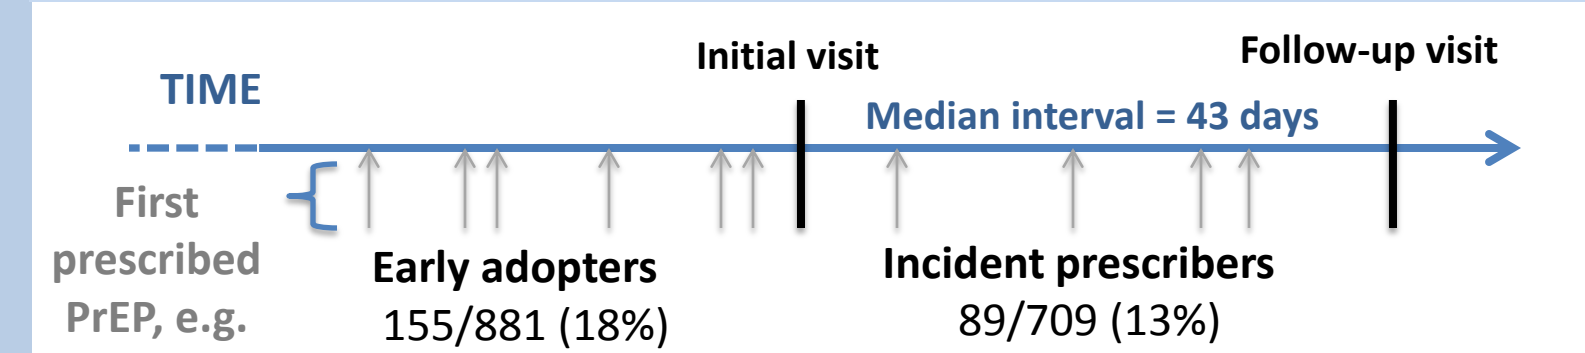 Initial visit
Follow-up visit
TIME
Median interval = 43 days
First
prescribed
PrEP, e.g.
Early adopters
155/881 (18%)
Incident prescribers
89/709 (13%)